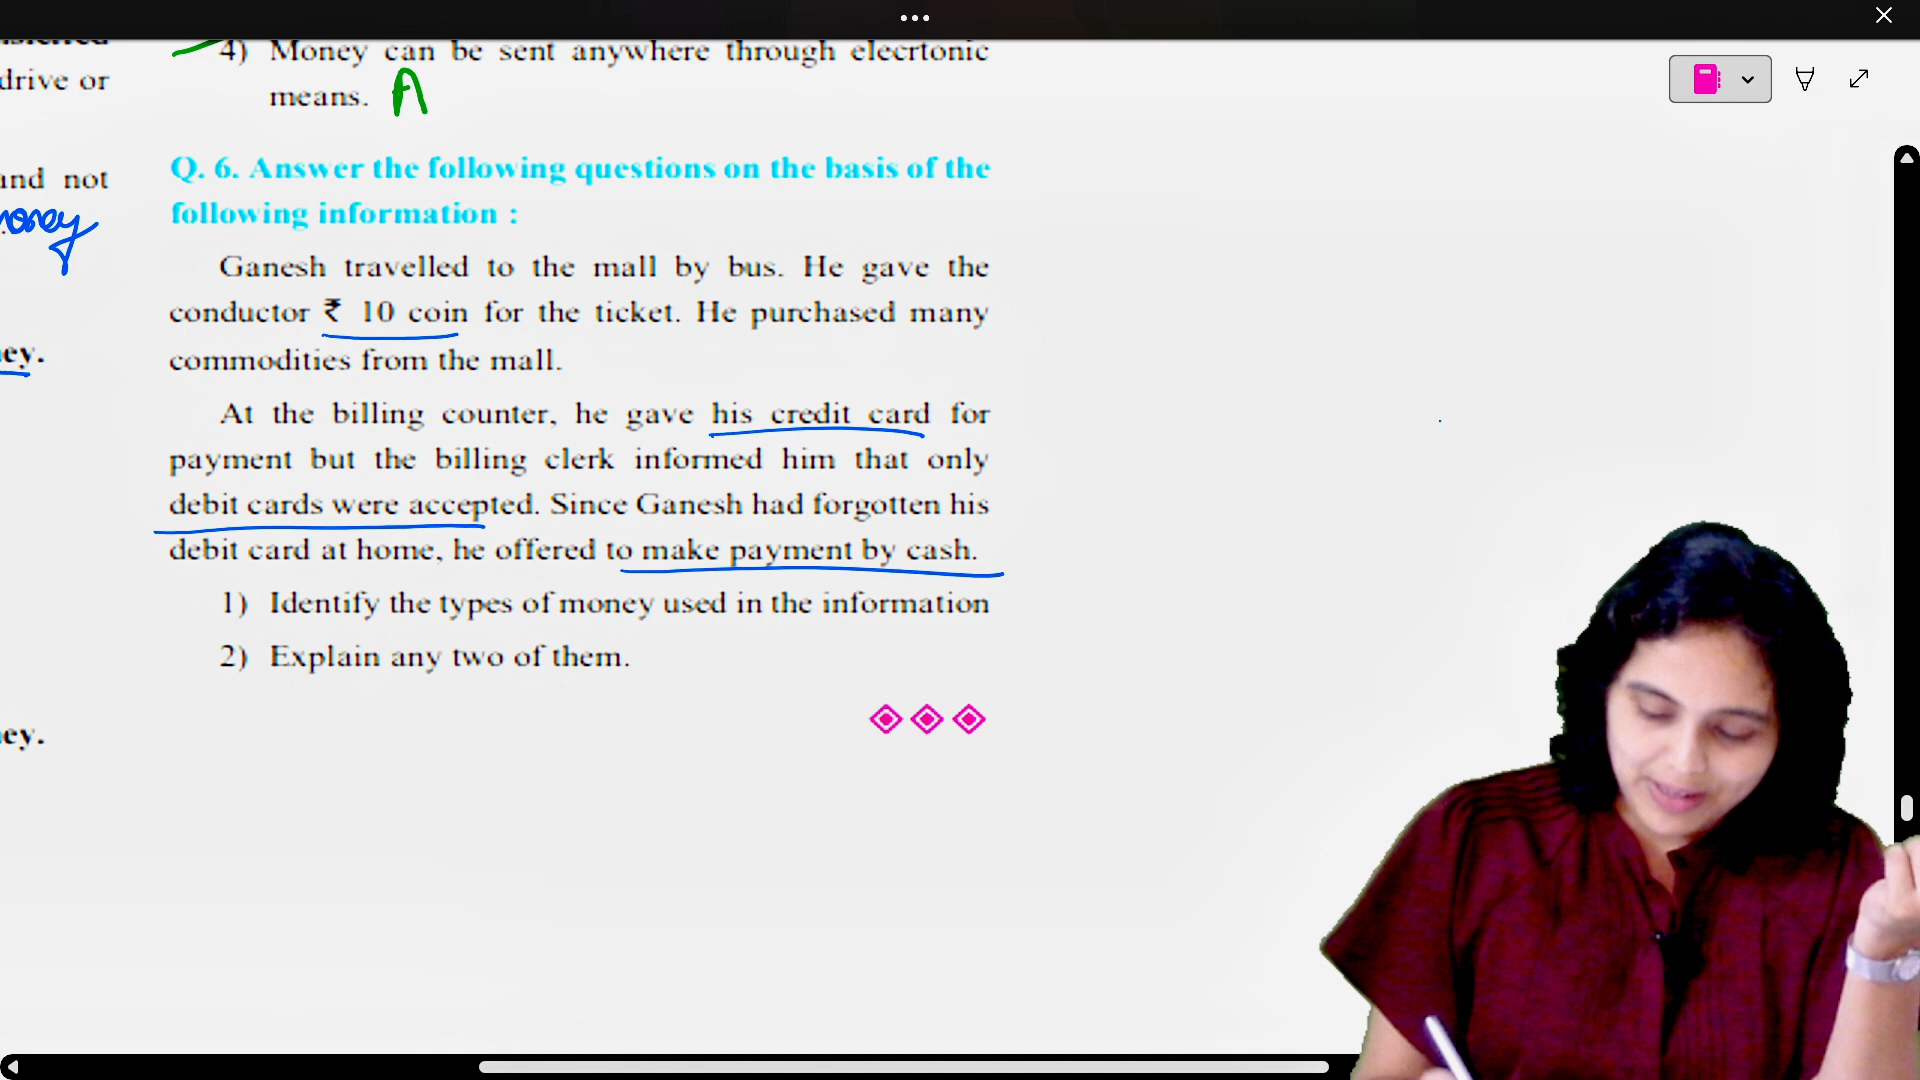 drive or
and not
money
ey.
ey.
4) Money can be sent anywhere through elecrtonic
means. A
Q. 6. Answer the following questions on the basis of the
following information :
Ganesh travelled to the mall by bus. He gave the
conductor ₹ 10 coin for the ticket. He purchased many
commodities from the mall.
At the billing counter, he gave his credit card for
payment but the billing clerk informed him that only
debit cards were accepted. Since Ganesh had forgotten his
debit card at home, he offered to make payment by cash.
1) Identify the types of money used in the information
2) Explain any two of them.